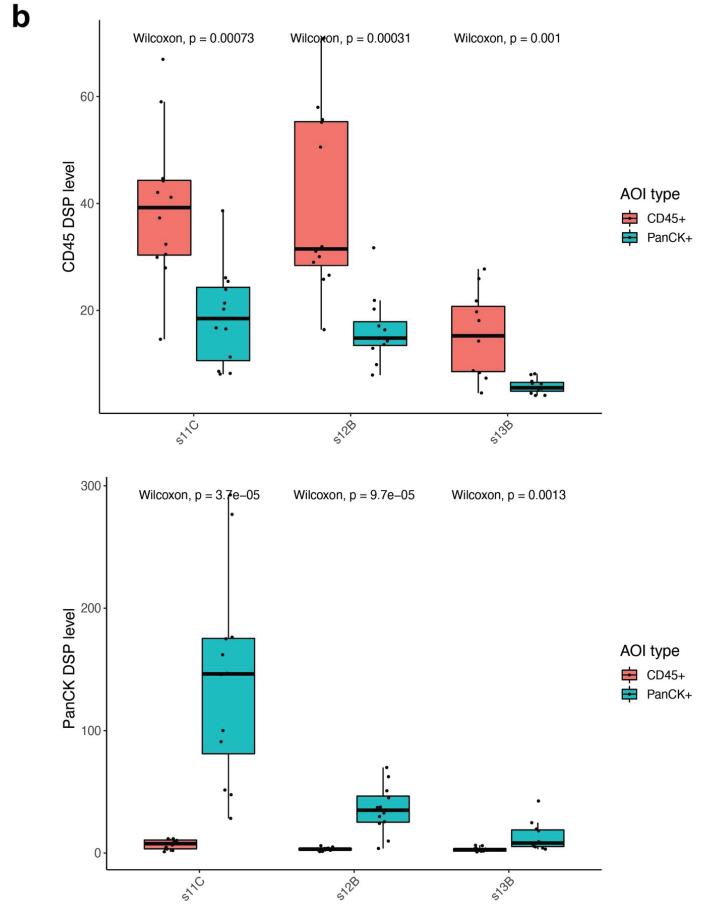 b
Wilcoxon, p = 0.00073 Wilcoxon, p = 0.00031 Wilcoxon, p = 0.001
60
40
20
CD45 DSP level
s11C s12B s13B
AOI type
CD45+
PanCK+
Wilcoxon, p = 3.7e−05 Wilcoxon, p = 9.7e−05 Wilcoxon, p = 0.0013
300
200
100
0
PanCK DSP level
s11C s12B s13B
AOI type
CD45+
PanCK+